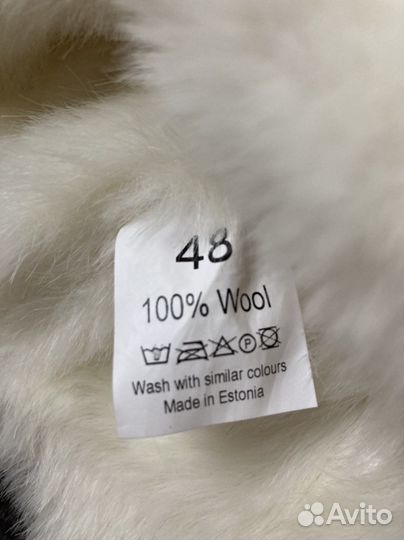 48
100% Wool
P
Wash with similar colours
Made in Estonia
Avito